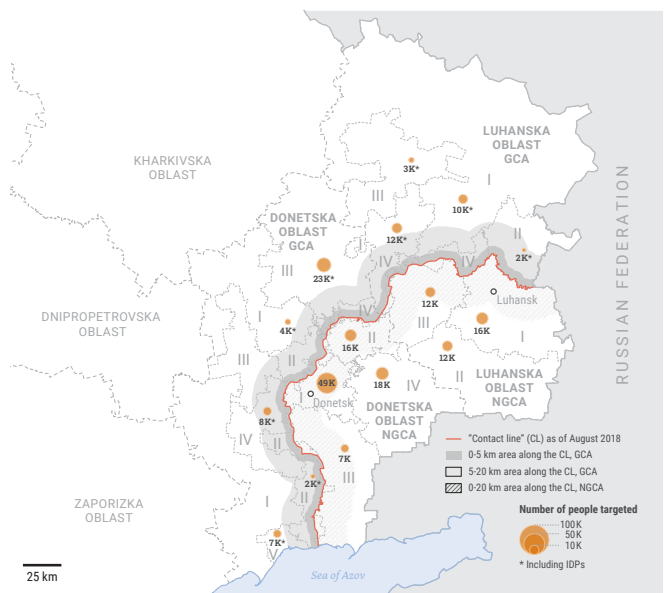 LUHANSKA
OBLAST
GCA
KHARKIVSKA
OBLAST
3K*
I
III
10K*
DONETSKA
OBLAST
GCA
II
12K*
I
I
2K*
IV
IV
III
23K*
RUSSIAN FEDERATION
12K
Luhansk
I
IV
DNIPROPETROVSKA
OBLAST
4K*
16K
III
II
16K
I
12K
III
II
49K
18K
IV
II
LUHANSKA
OBLAST
NGCA
I
Donetsk
DONETSKA
OBLAST
NGCA
8K*
IV
II
7K
"Contact line" (CL) as of August 2018
0-5 km area along the CL, GCA
5-20 km area along the CL, GCA
0-20 km area along the CL, NGCA
2K*
III
I
II
ZAPORIZKA
OBLAST
Number of people targeted
100K
50K
10K
* Including IDPs
7K*
V
25 km
Sea of Azov